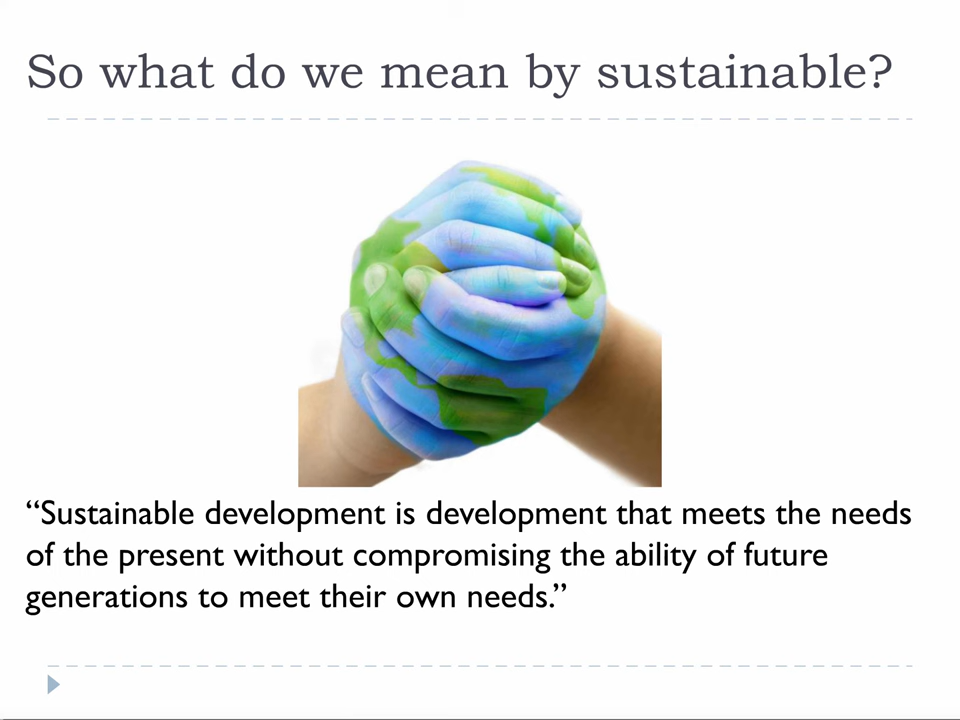 So what do we mean by sustainable?
“Sustainable development is development that meets the needs
of the present without compromising the ability of future
generations to meet their own needs.”